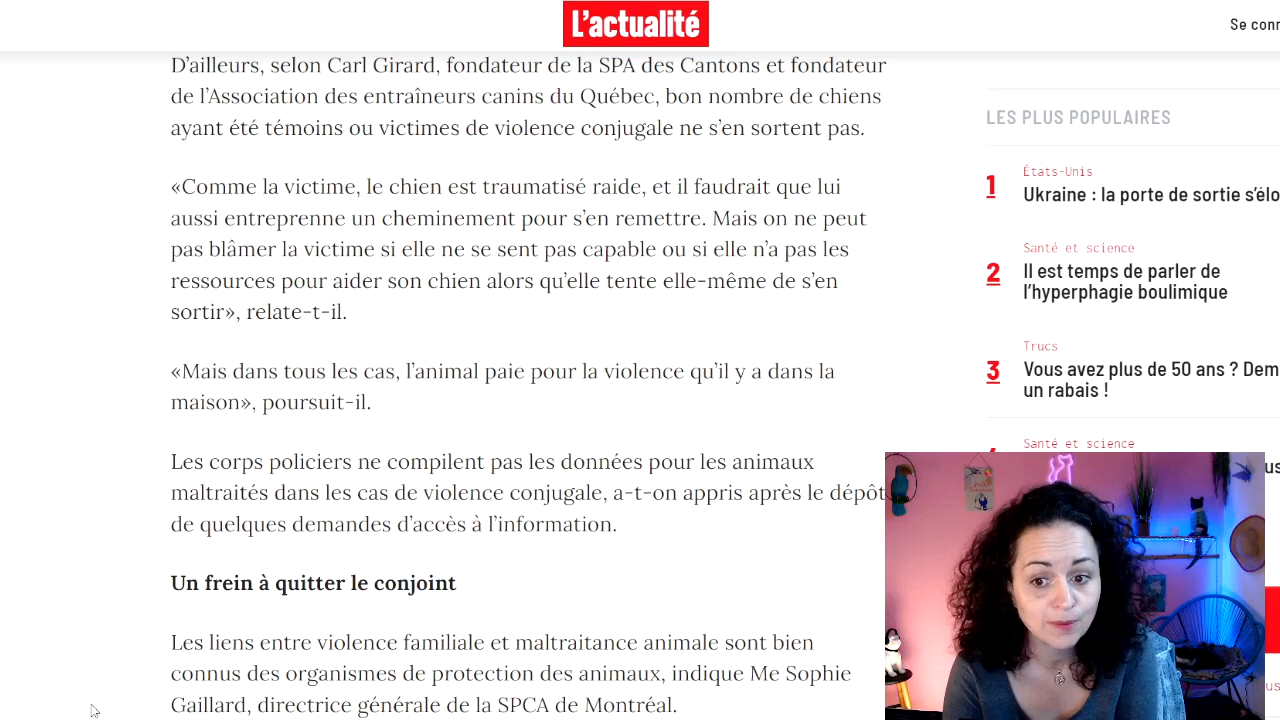 L'actualité
Se conn
D'ailleurs, selon Carl Girard, fondateur de la SPA des Cantons et fondateur
de l'Association des entraîneurs canins du Québec, bon nombre de chiens
ayant été témoins ou victimes de violence conjugale ne s'en sortent pas.
«Comme la victime, le chien est traumatisé raide, et il faudrait que lui
aussi entreprenne un cheminement pour s'en remettre. Mais on ne peut
pas blâmer la victime si elle ne se sent pas capable ou si elle n'a pas les
ressources pour aider son chien alors qu'elle tente elle-même de s'en
sortir», relate-t-il.
«Mais dans tous les cas, l'animal paie pour la violence qu'il y a dans la
maison», poursuit-il.
Les corps policiers ne compilent pas les données pour les animaux
maltraités dans les cas de violence conjugale, a-t-on appris après le dépôt
de quelques demandes d'accès à l'information.
Un frein à quitter le conjoint
Les liens entre violence familiale et maltraitance animale sont bien
connus des organismes de protection des animaux, indique Me Sophie
Gaillard, directrice générale de la SPCA de Montréal.
LES PLUS POPULAIRES
1
États-Unis
Ukraine : la porte de sortie s'élo
2
Santé et science
Il est temps de parler de
l'hyperphagie boulimique
3
Trucs
Vous avez plus de 50 ans ? Dem
un rabais !
Santé et science